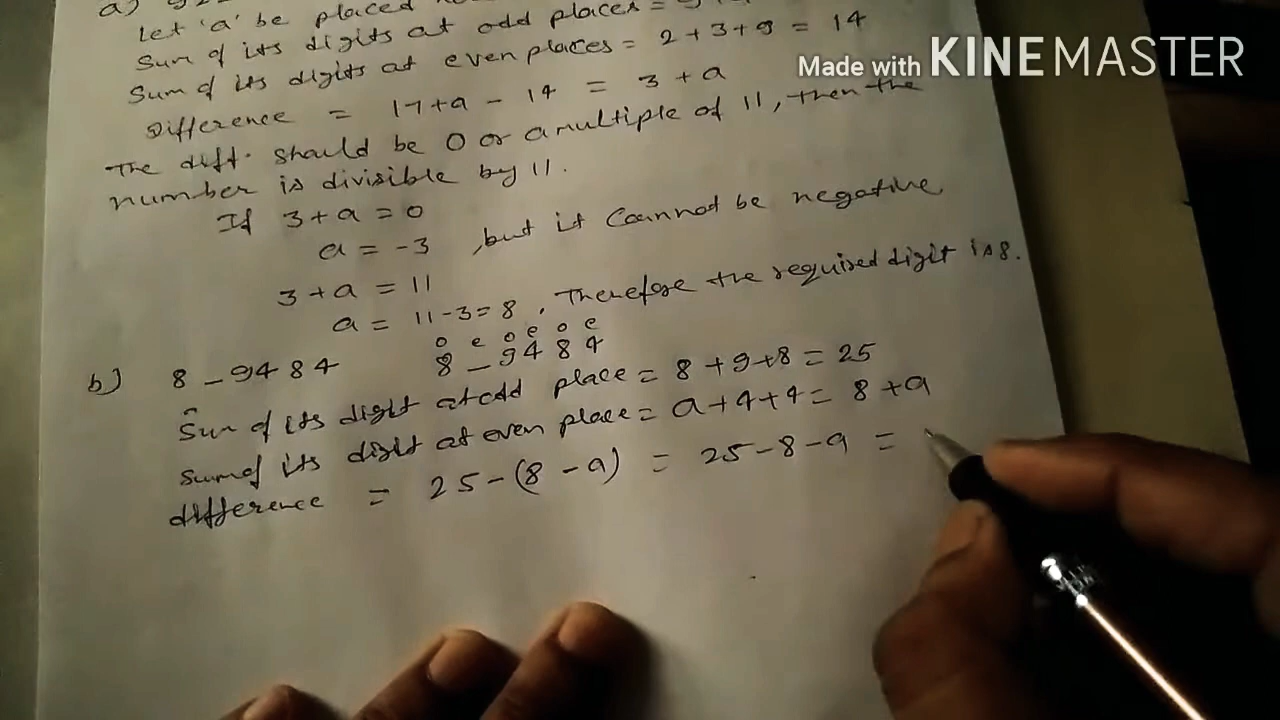 a)
Let 'a' be placed
Sum of its digits at odd places =
Sum of its digits at even places = 2 + 3 + 9 = 14
Difference = 17 + a - 14 = 3 + a
The diff. should be 0 or a multiple of 11, then the
number is divisible by 11.
If 3 + a = 0
a = -3 , but it cannot be negative
3 + a = 11
a = 11 - 3 = 8 . Therefore the required digit is 8.
o e o e o e
b) 8 _ 9484 8 _ 9 4 8 4
Sum of its digit at odd place = 8 + 9 + 8 = 25
Sum of its digit at even place = a + 4 + 4 = 8 + a
difference = 25 - (8 - a) = 25 - 8 - a =
Made with KINEMASTER